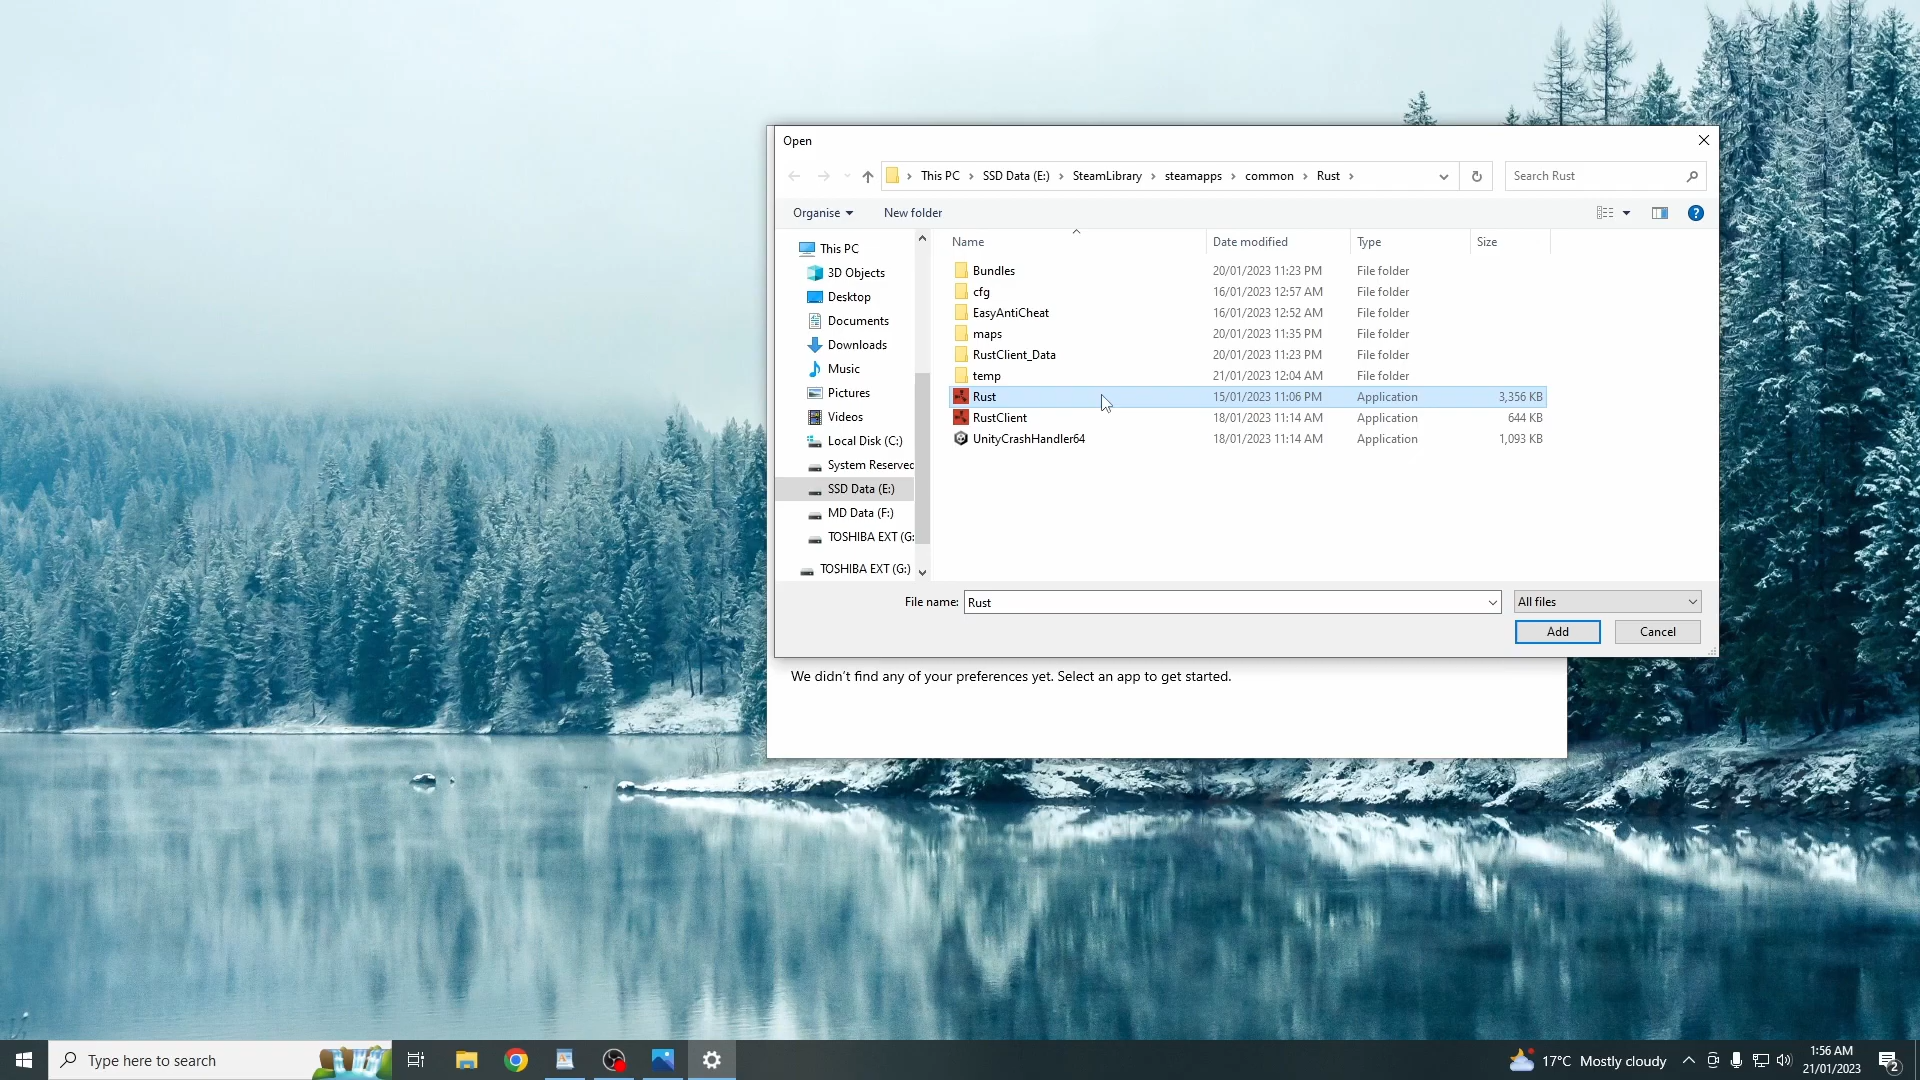 Open
This PC > SSD Data (E:) > SteamLibrary > steamapps > common > Rust >
Search Rust
Organise
New folder
Name
Date modified
Type
Size
This PC
3D Objects
Desktop
Documents
Downloads
Music
Pictures
Videos
Local Disk (C:)
System Reserved
SSD Data (E:)
MD Data (F:)
TOSHIBA EXT (G:
TOSHIBA EXT (G:)
Bundles 20/01/2023 11:23 PM File folder
cfg 16/01/2023 12:57 AM File folder
EasyAntiCheat 16/01/2023 12:52 AM File folder
maps 20/01/2023 11:35 PM File folder
RustClient_Data 20/01/2023 11:23 PM File folder
temp 21/01/2023 12:04 AM File folder
Rust 15/01/2023 11:06 PM Application 3,356 KB
RustClient 18/01/2023 11:14 AM Application 644 KB
UnityCrashHandler64 18/01/2023 11:14 AM Application 1,093 KB
File name: Rust
All files
Add
Cancel
We didn't find any of your preferences yet. Select an app to get started.
Type here to search
17°C Mostly cloudy
1:56 AM
21/01/2023
2